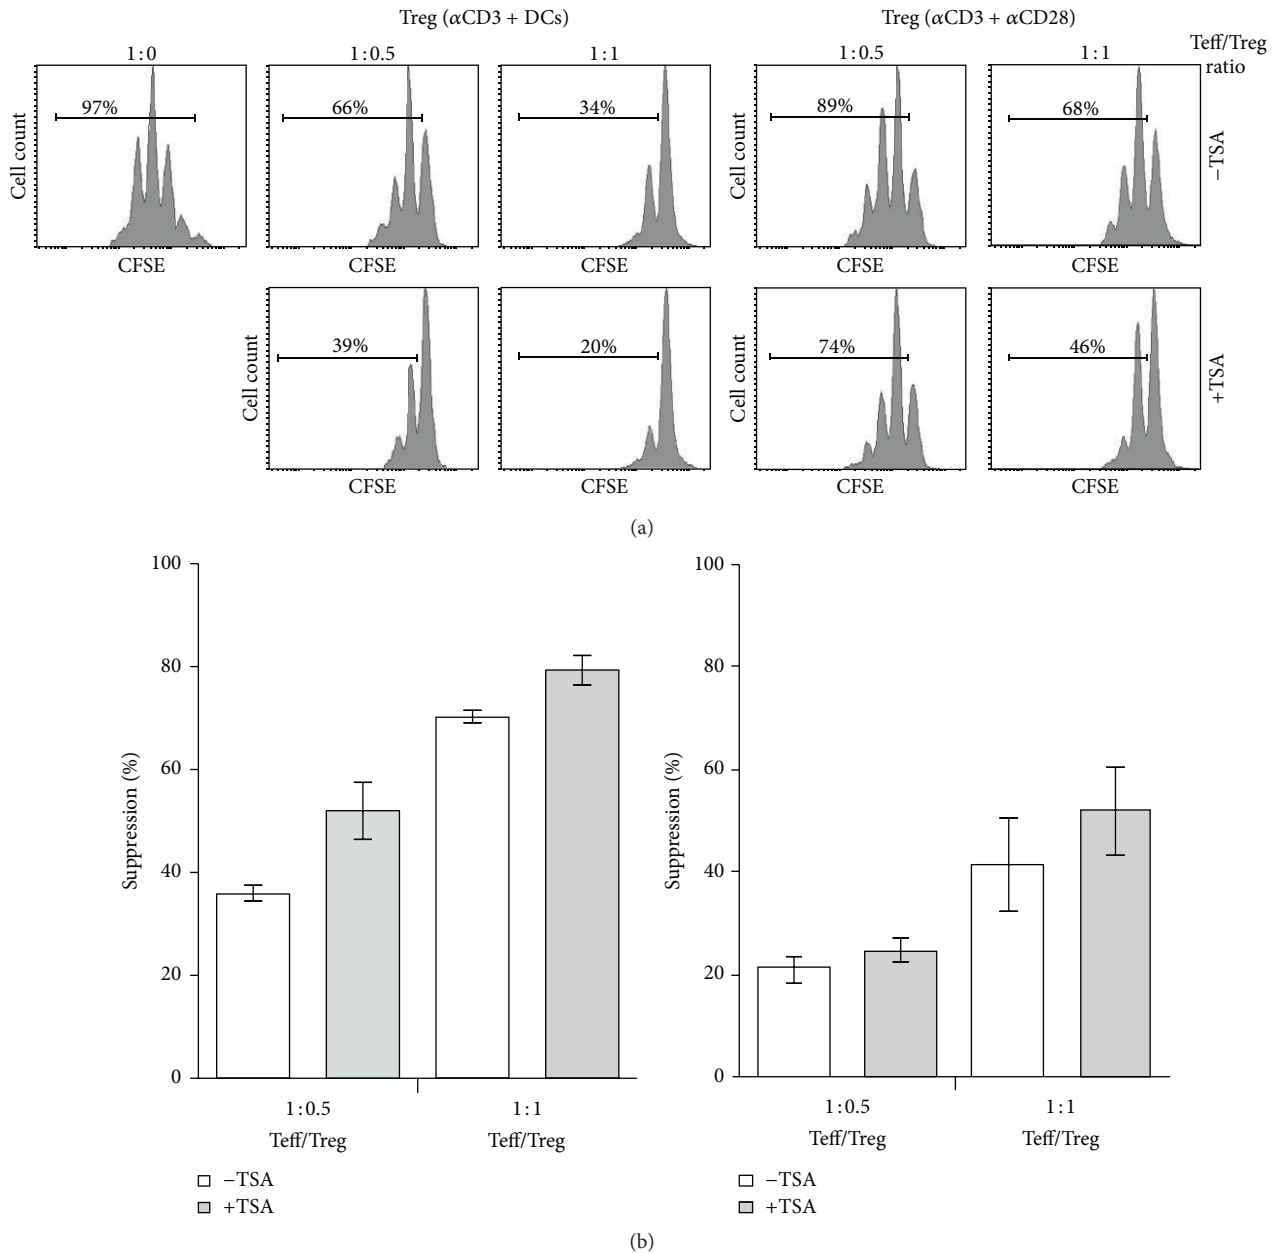 Treg (αCD3 + DCs)
Treg (αCD3 + αCD28)
Teff/Treg
ratio
1:0
1:0.5
1:1
1:0.5
1:1
97%
66%
34%
89%
68%
Cell count
Cell count
−TSA
CFSE
CFSE
CFSE
CFSE
CFSE
39%
20%
74%
46%
Cell count
Cell count
+TSA
CFSE
CFSE
CFSE
CFSE
(a)
100
80
60
40
20
0
Suppression (%)
1:0.5
1:1
Teff/Treg
Teff/Treg
−TSA
+TSA
100
80
60
40
20
0
Suppression (%)
1:0.5
1:1
Teff/Treg
Teff/Treg
−TSA
+TSA
(b)